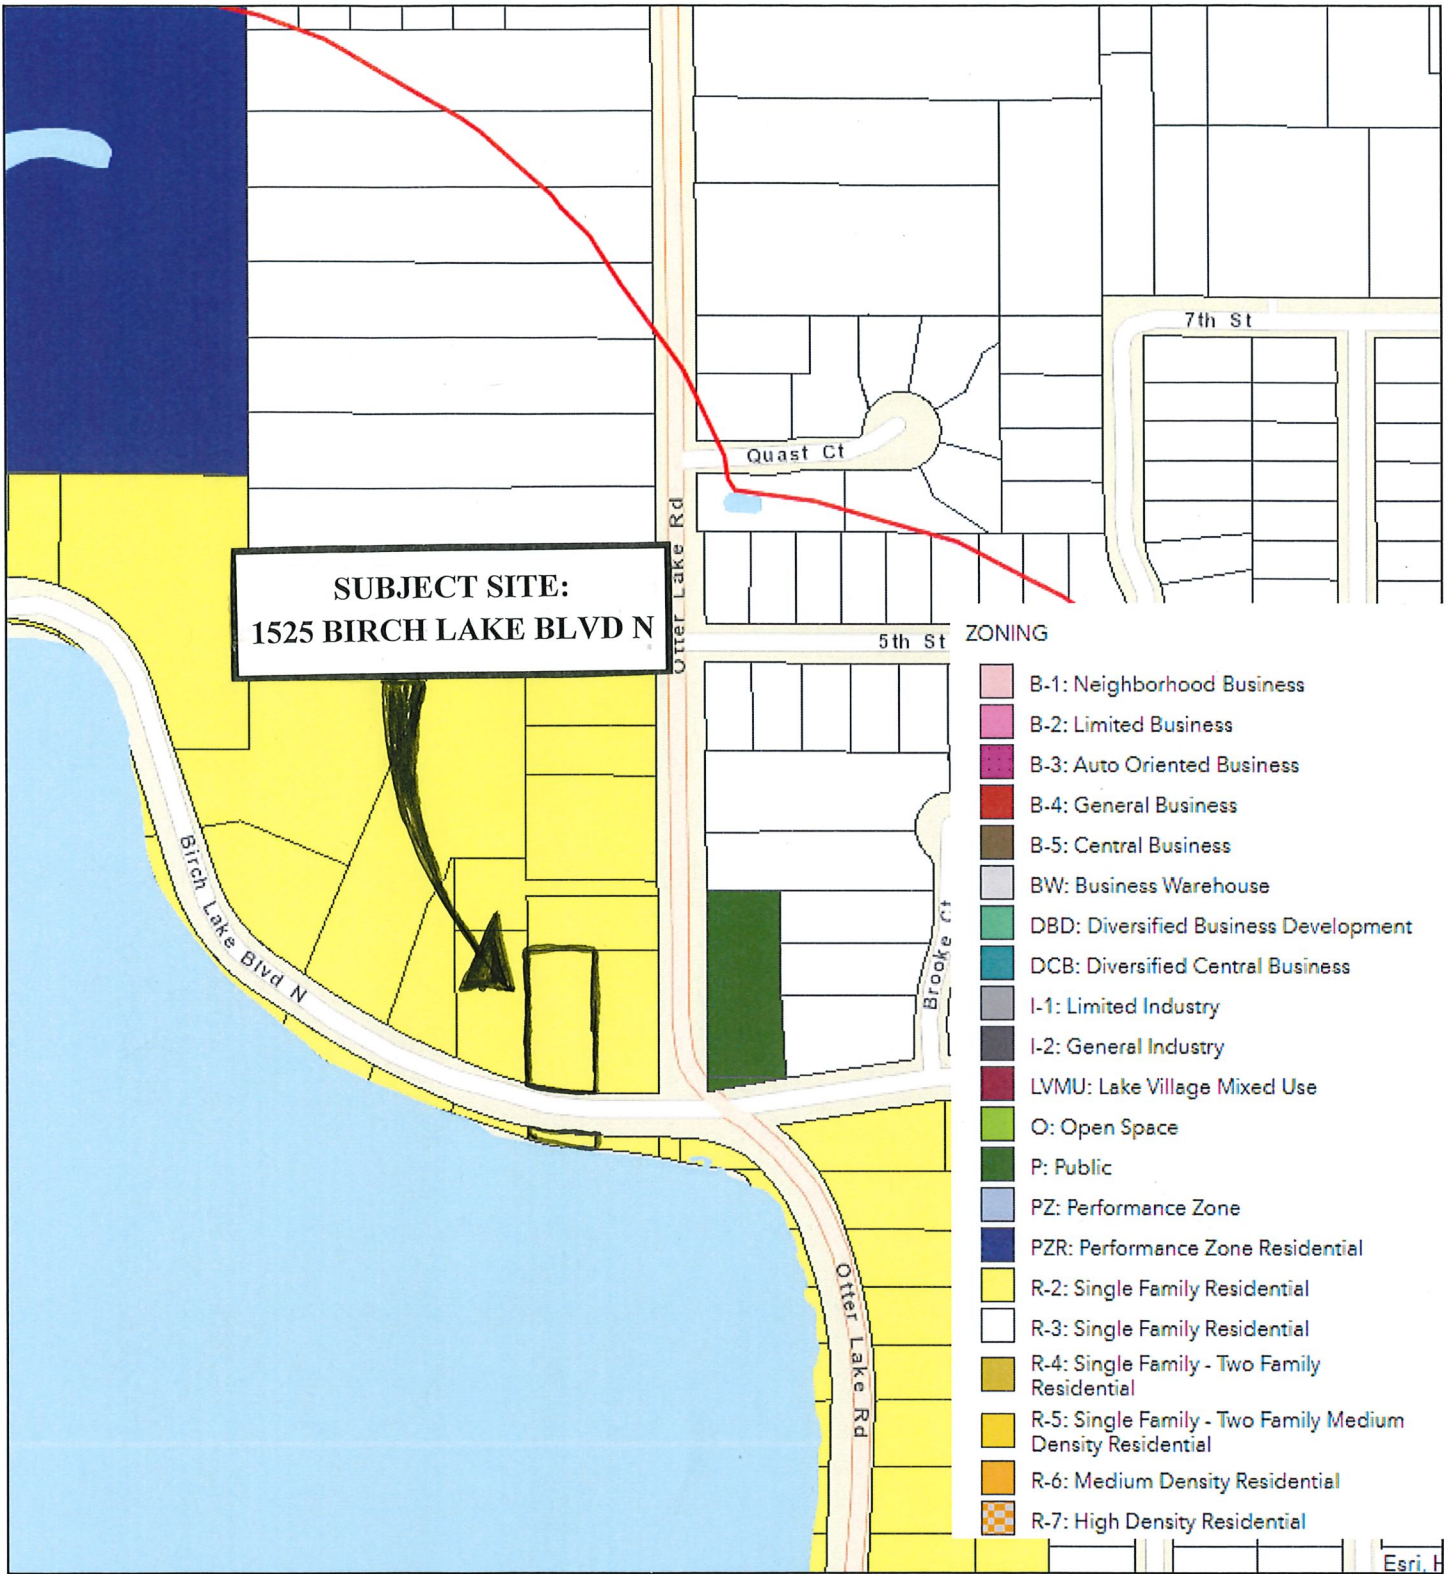 7th St
Quast Ct
Otter Lake Rd
SUBJECT SITE:
1525 BIRCH LAKE BLVD N
5th St
Birch Lake Blvd N
Brooke Ct
Otter Lake Rd
ZONING
B-1: Neighborhood Business
B-2: Limited Business
B-3: Auto Oriented Business
B-4: General Business
B-5: Central Business
BW: Business Warehouse
DBD: Diversified Business Development
DCB: Diversified Central Business
I-1: Limited Industry
I-2: General Industry
LVMU: Lake Village Mixed Use
O: Open Space
P: Public
PZ: Performance Zone
PZR: Performance Zone Residential
R-2: Single Family Residential
R-3: Single Family Residential
R-4: Single Family - Two Family
Residential
R-5: Single Family - Two Family Medium
Density Residential
R-6: Medium Density Residential
R-7: High Density Residential
Esri, H